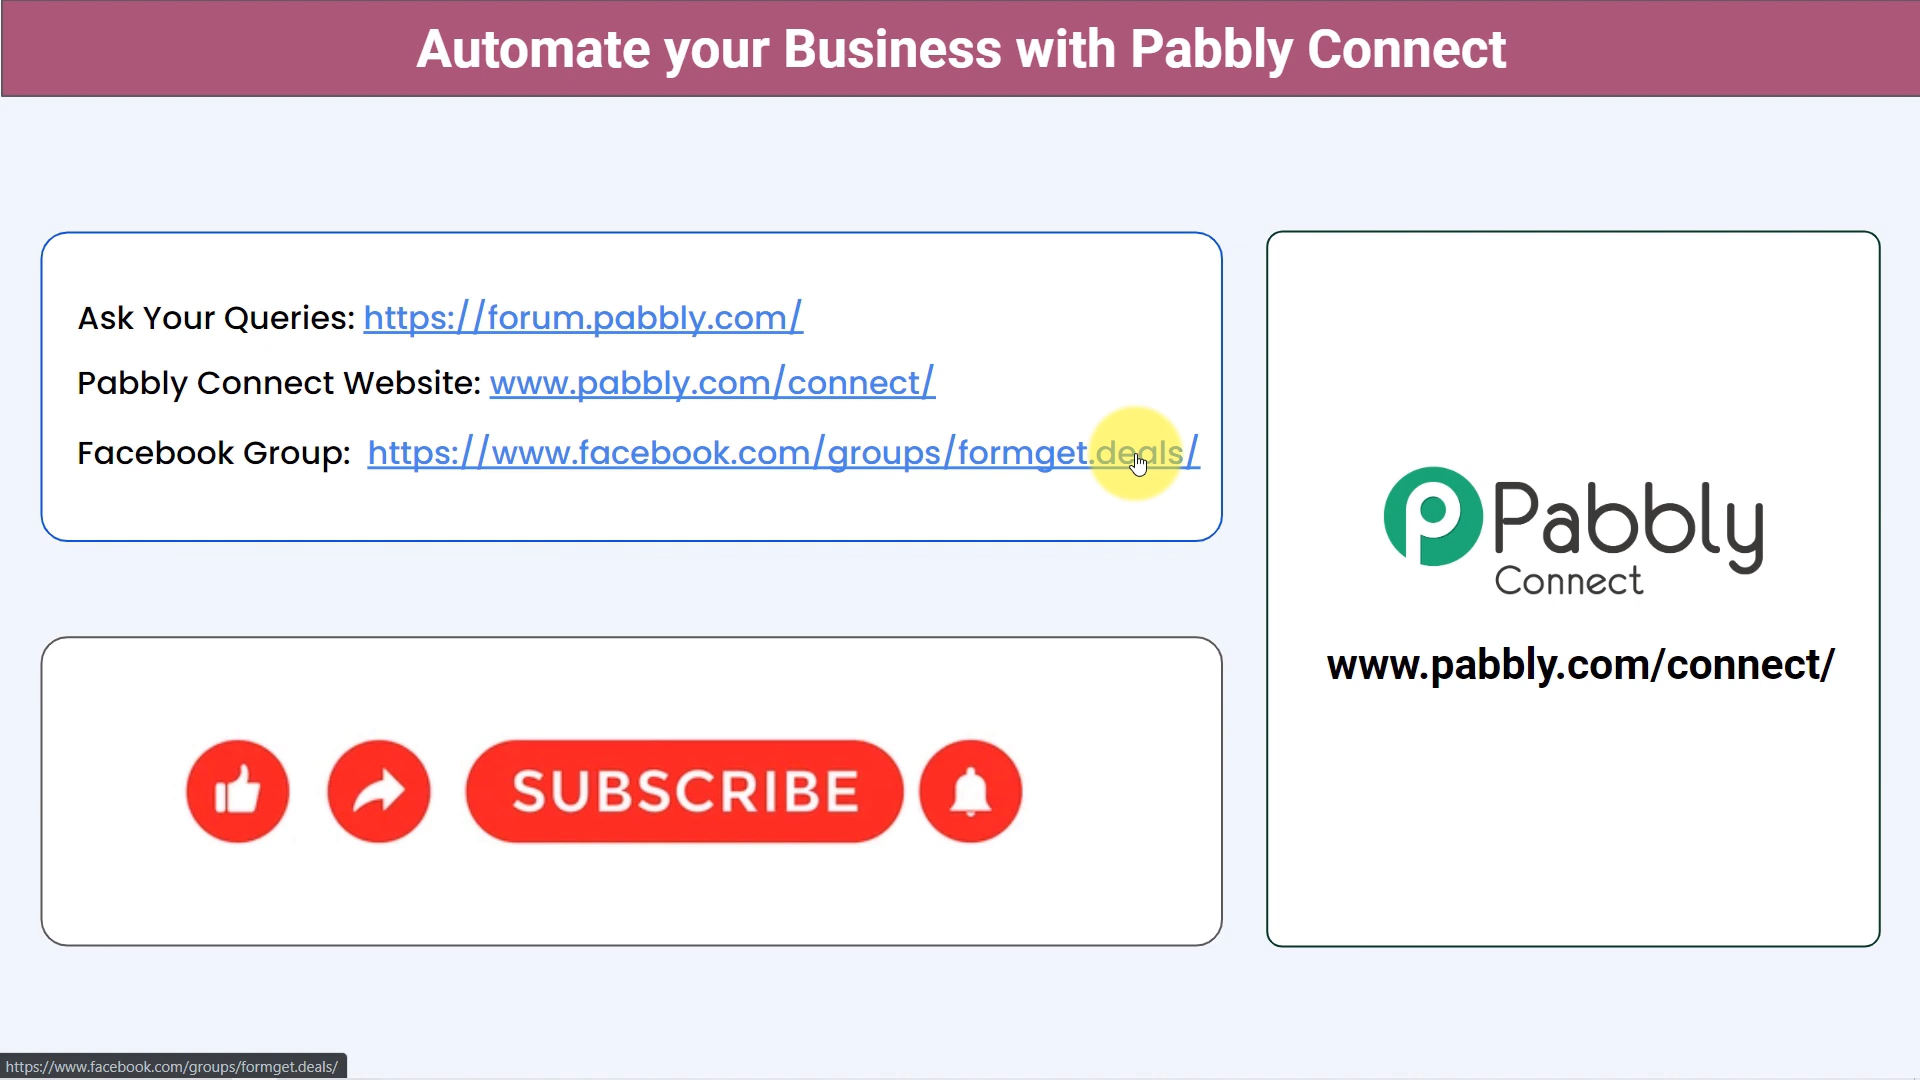 Automate your Business with Pabbly Connect
Ask Your Queries: https://forum.pabbly.com/
Pabbly Connect Website: www.pabbly.com/connect/
Facebook Group: https://www.facebook.com/groups/formget.deals/
Pabbly
Connect
www.pabbly.com/connect/
SUBSCRIBE
https://www.facebook.com/groups/formget.deals/